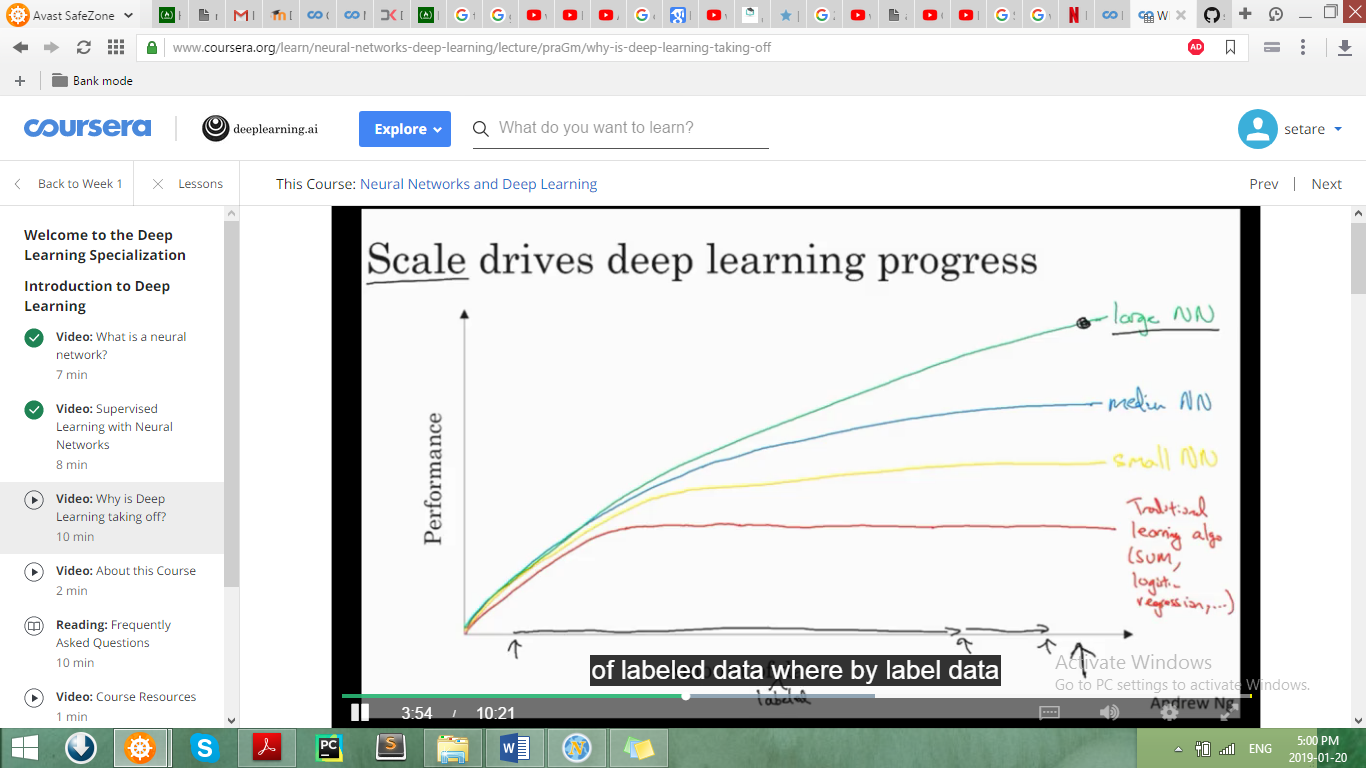 Avast SafeZone
www.coursera.org/learn/neural-networks-deep-learning/lecture/praGm/why-is-deep-learning-taking-off
AD
Bank mode
coursera
deeplearning.ai
Explore
What do you want to learn?
setare
Back to Week 1
Lessons
This Course: Neural Networks and Deep Learning
Prev
Next
Welcome to the Deep
Learning Specialization
Introduction to Deep
Learning
Video: What is a neural
network?
7 min
Video: Supervised
Learning with Neural
Networks
8 min
Video: Why is Deep
Learning taking off?
10 min
Video: About this Course
2 min
Reading: Frequently
Asked Questions
10 min
Video: Course Resources
1 min
Scale drives deep learning progress
large NN
Performance
NN
small NN
Traditional
learning algo
(SVM,
logistic
regression,...)
of labeled data where by label data
labeled
Activate Windows
Go to PC settings to activate Windows.
Andrew Ng
3:54 / 10:21
ENG
5:00 PM
2019-01-20